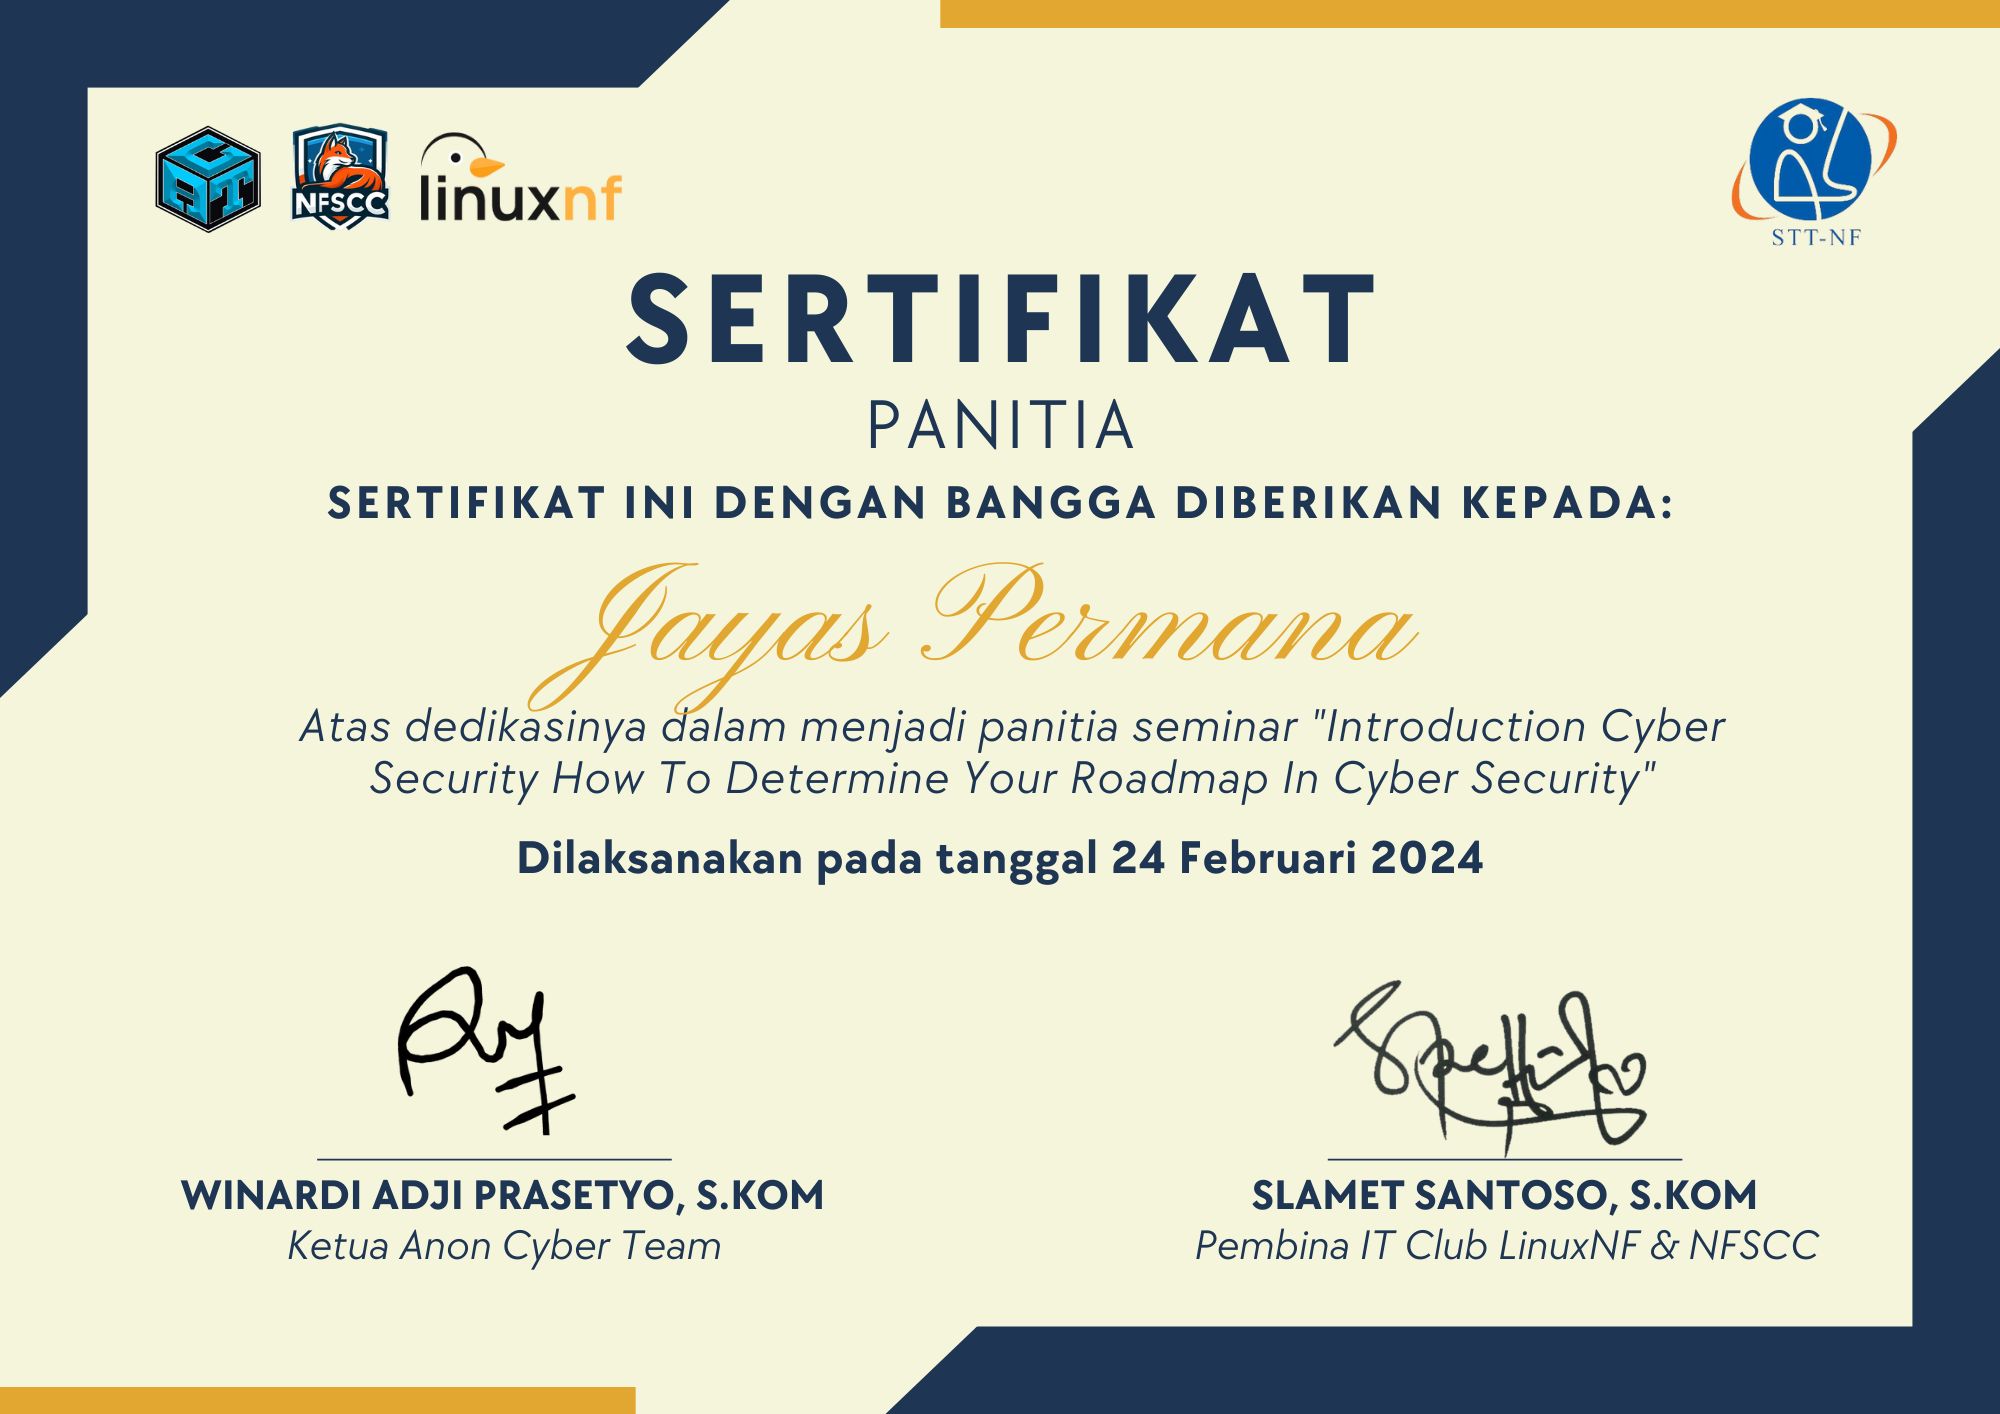 CAT
NFSCC
linuxnf
STT-NF
SERTIFIKAT
PANITIA
SERTIFIKAT INI DENGAN BANGGA DIBERIKAN KEPADA:
Jayas Permana
Atas dedikasinya dalam menjadi panitia seminar "Introduction Cyber
Security How To Determine Your Roadmap In Cyber Security"
Dilaksanakan pada tanggal 24 Februari 2024
WINARDI ADJI PRASETYO, S.KOM
Ketua Anon Cyber Team
SLAMET SANTOSO, S.KOM
Pembina IT Club LinuxNF & NFSCC